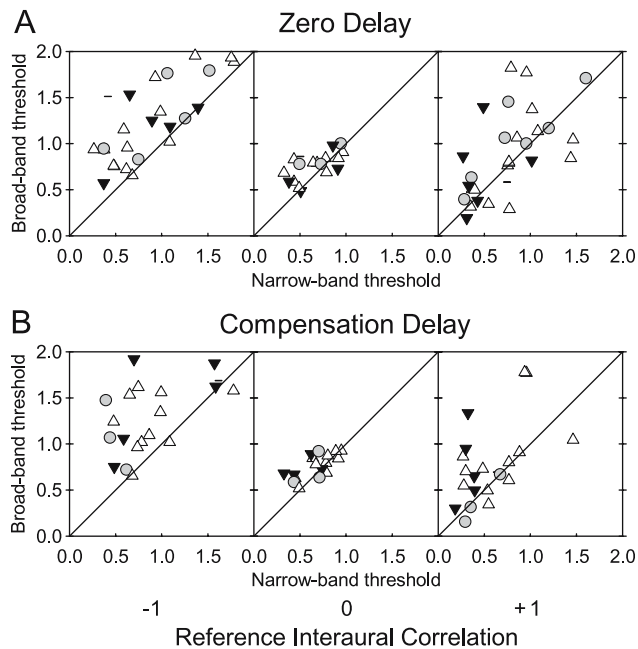 A Zero Delay
Broad-band threshold
2.0
1.5
1.0
0.5
0.0
0.0 0.5 1.0 1.5 0.0 0.5 1.0 1.5 0.0 0.5 1.0 1.5 2.0
Narrow-band threshold
B Compensation Delay
Broad-band threshold
2.0
1.5
1.0
0.5
0.0
0.0 0.5 1.0 1.5 0.0 0.5 1.0 1.5 0.0 0.5 1.0 1.5 2.0
Narrow-band threshold
-1 0 +1
Reference Interaural Correlation